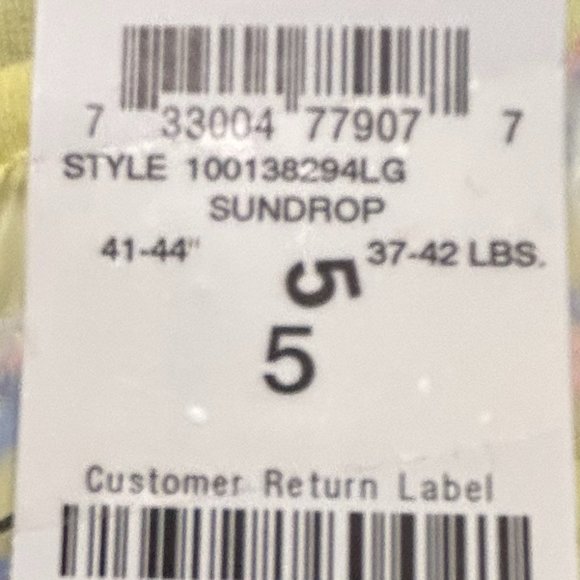 7 33004 77907 7
STYLE 100138294LG
SUNDROP
41-44" 37-42 LBS.
5
5
Customer Return Label